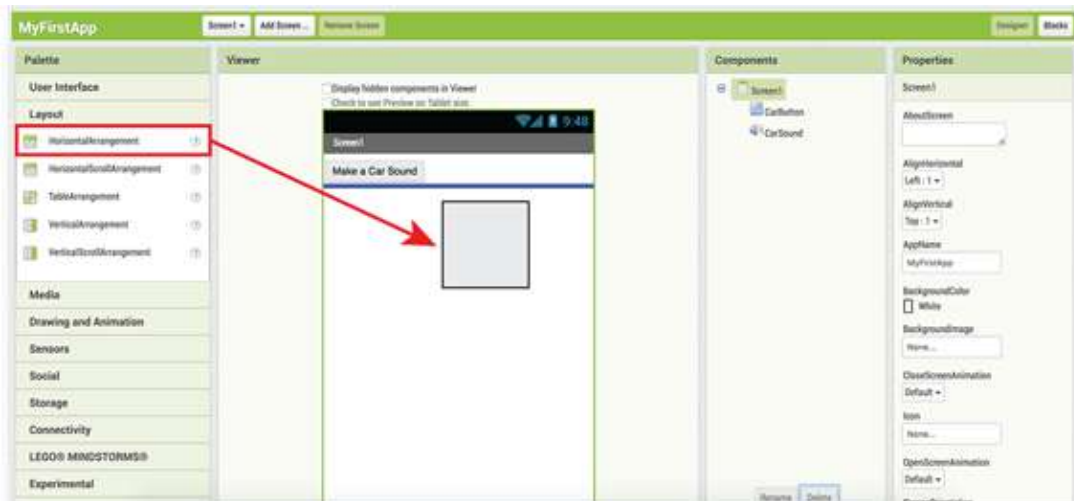 MyFirstApp
Screen1
Add Screen...
Remove Screen
Designer
Blocks
Palette
User Interface
Layout
HorizontalArrangement
HorizontalScrollArrangement
TableArrangement
VerticalArrangement
VerticalScrollArrangement
Media
Drawing and Animation
Sensors
Social
Storage
Connectivity
LEGO® MINDSTORMS®
Experimental
Viewer
Display hidden components in Viewer
Check to see Preview on Tablet size.
9:48
Screen1
Make a Car Sound
Components
Screen1
CarButton
CarSound
Rename
Delete
Properties
Screen1
AboutScreen
AlignHorizontal
Left : 1
AlignVertical
Top : 1
AppName
MyFirstApp
BackgroundColor
White
BackgroundImage
None...
CloseScreenAnimation
Default
Icon
None...
OpenScreenAnimation
Default